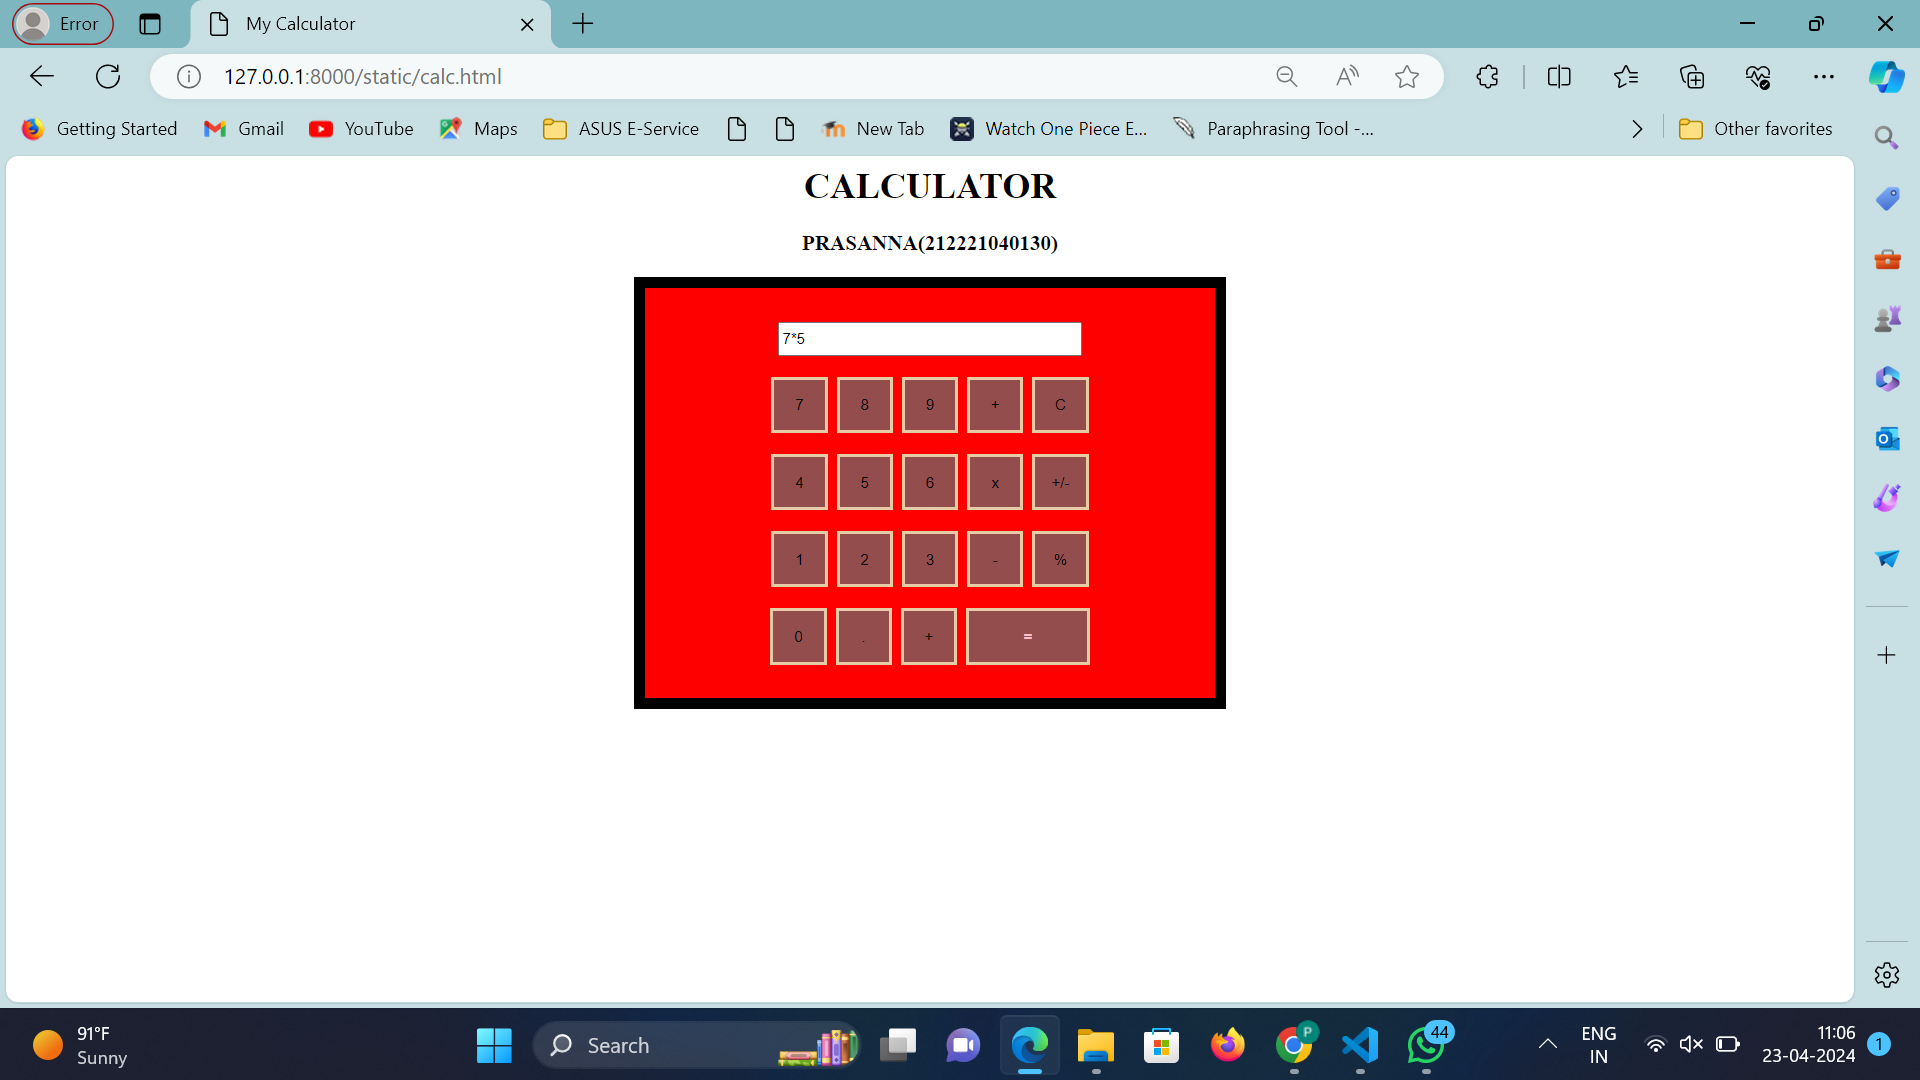 Error
My Calculator
127.0.0.1:8000/static/calc.html
Getting Started
Gmail
YouTube
Maps
ASUS E-Service
New Tab
Watch One Piece E...
Paraphrasing Tool -...
Other favorites
CALCULATOR
PRASANNA(212221040130)
7*5
7 8 9 + C
4 5 6 x +/-
1 2 3 - %
0 . + =
91°F
Sunny
Search
P
44
ENG
IN
11:06
23-04-2024
1